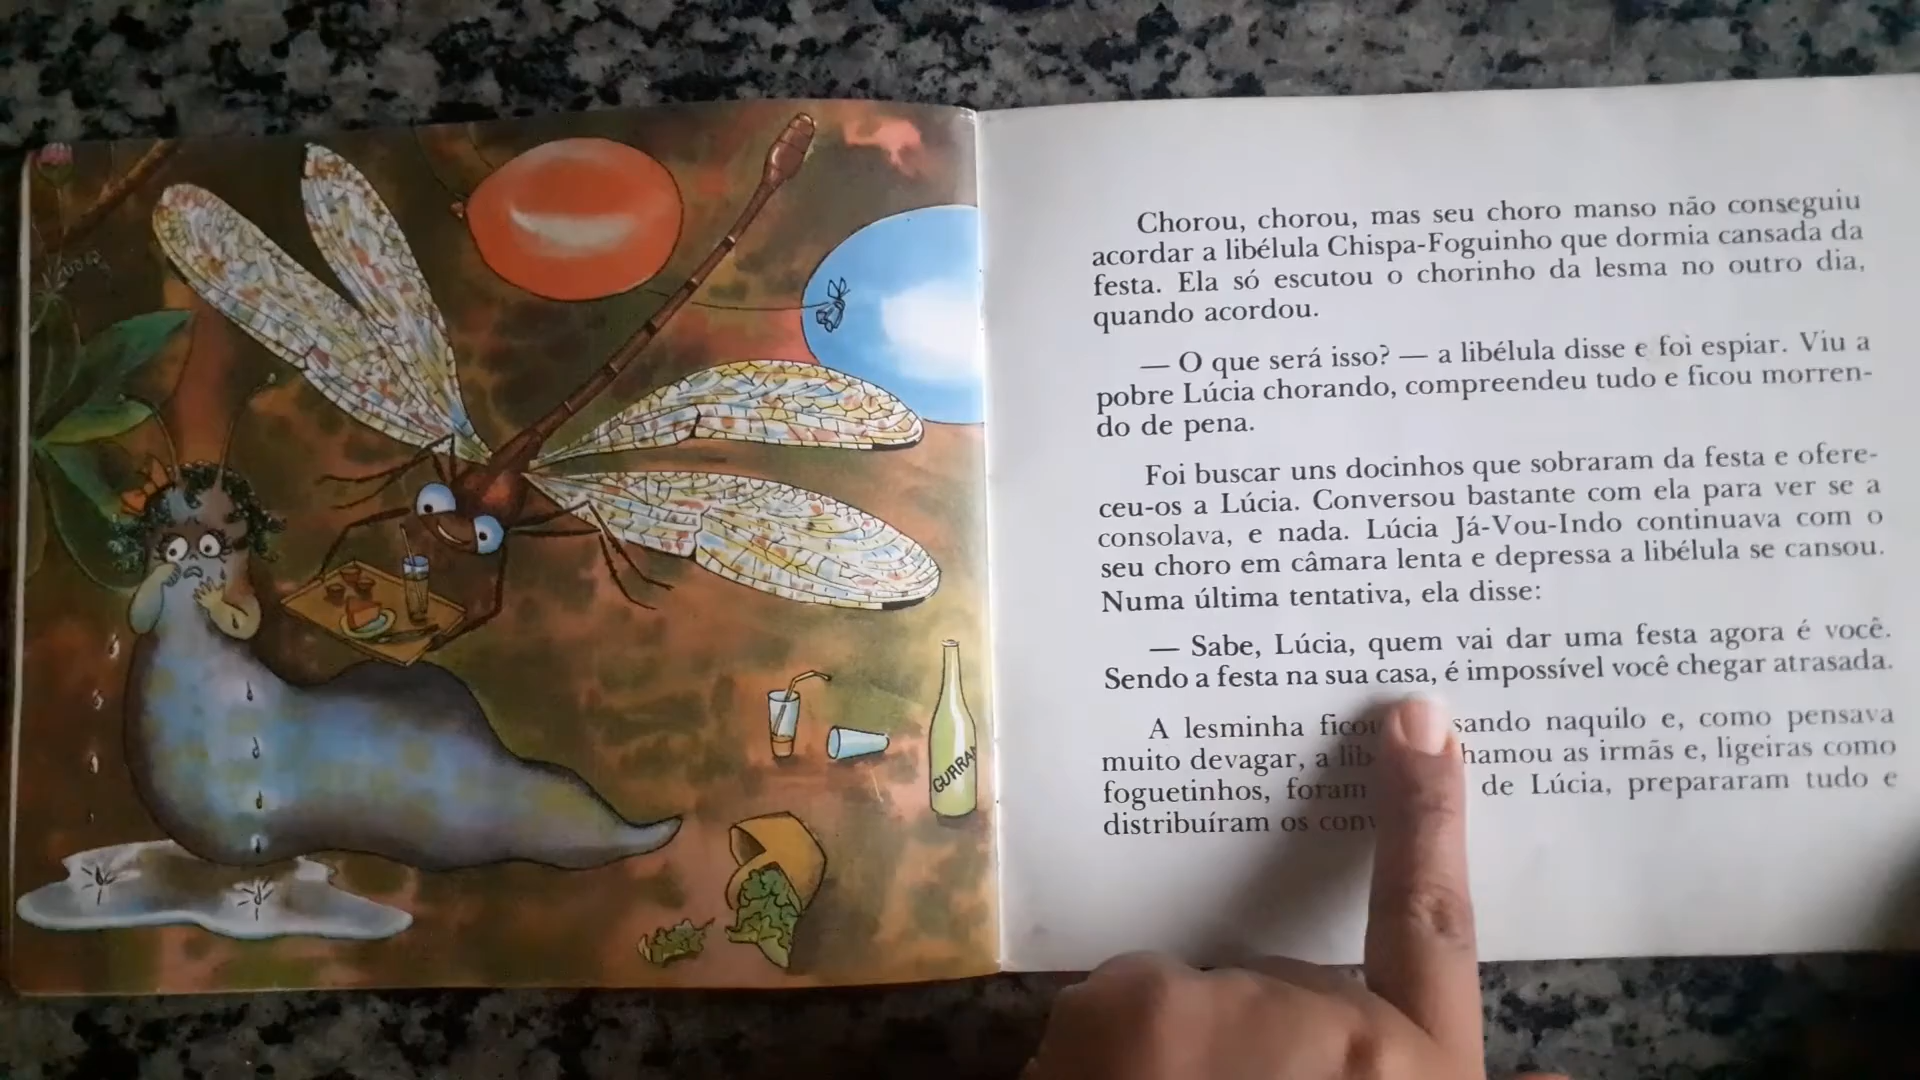 GURRA
Chorou, chorou, mas seu choro manso não conseguiu
acordar a libélula Chispa-Foguinho que dormia cansada da
festa. Ela só escutou o chorinho da lesma no outro dia,
quando acordou.
— O que será isso? — a libélula disse e foi espiar. Viu a
pobre Lúcia chorando, compreendeu tudo e ficou morren-
do de pena.
Foi buscar uns docinhos que sobraram da festa e ofere-
ceu-os a Lúcia. Conversou bastante com ela para ver se a
consolava, e nada. Lúcia Já-Vou-Indo continuava com o
seu choro em câmara lenta e depressa a libélula se cansou.
Numa última tentativa, ela disse:
— Sabe, Lúcia, quem vai dar uma festa agora é você.
Sendo a festa na sua casa, é impossível você chegar atrasada.
A lesminha ficou sando naquilo e, como pensava
muito devagar, a lib hamou as irmãs e, ligeiras como
foguetinhos, foram de Lúcia, prepararam tudo e
distribuíram os conv